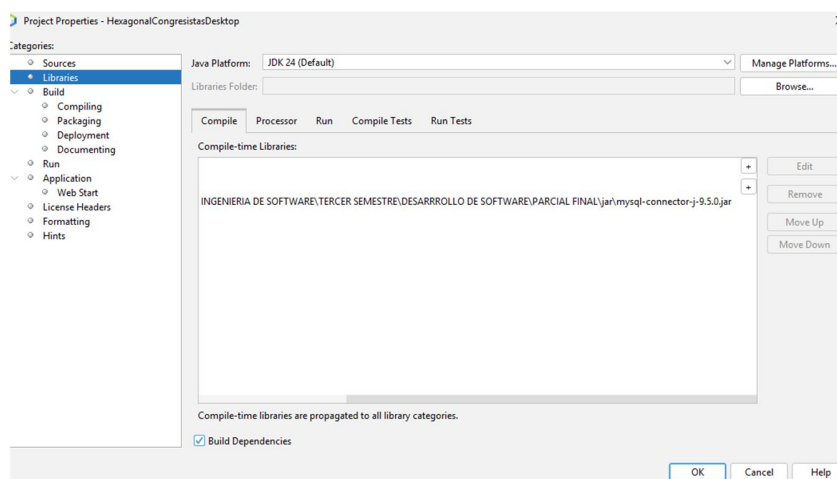 Project Properties - HexagonalCongresistasDesktop
Categories:
Sources
Libraries
Build
Compiling
Packaging
Deployment
Documenting
Run
Application
Web Start
License Headers
Formatting
Hints
Java Platform: JDK 24 (Default) Manage Platforms...
Libraries Folder: Browse...
Compile Processor Run Compile Tests Run Tests
Compile-time Libraries:
+ Edit
+ Remove
INGENIERIA DE SOFTWARE\TERCER SEMESTRE\DESARRROLLO DE SOFTWARE\PARCIAL FINAL\jar\mysql-connector-j-9.5.0.jar
Move Up
Move Down
Compile-time libraries are propagated to all library categories.
Build Dependencies
OK Cancel Help